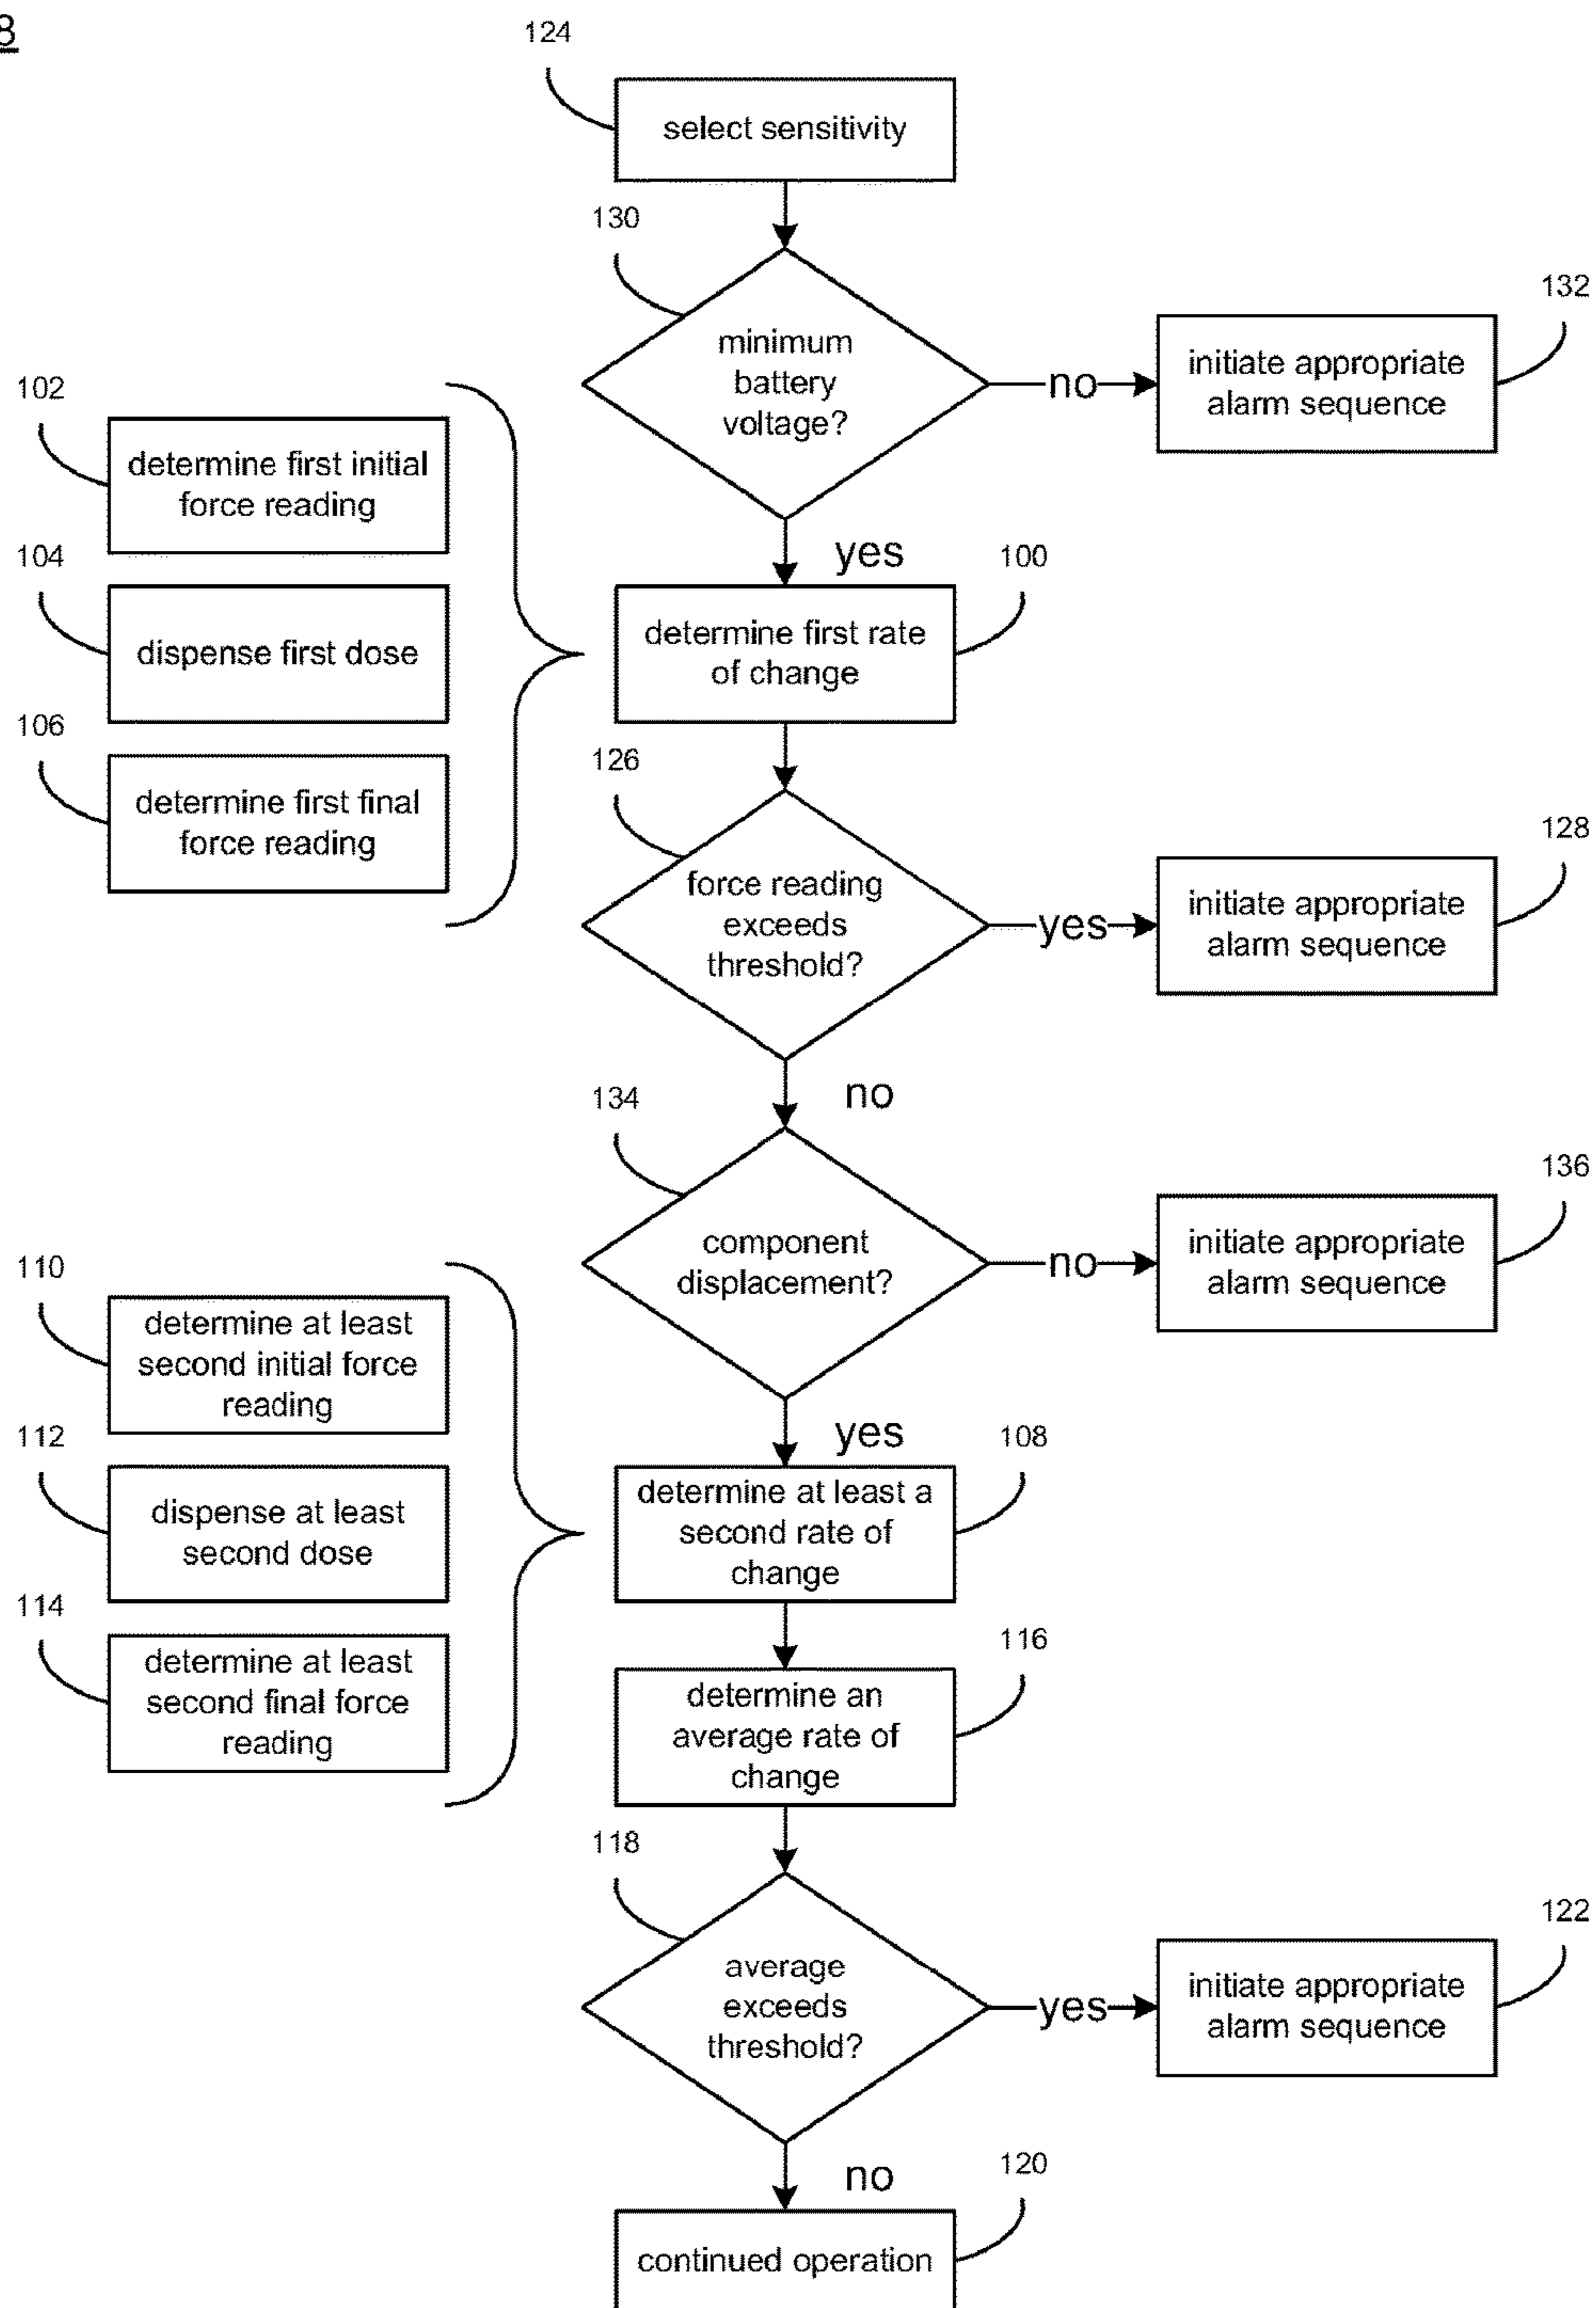 8
124
select sensitivity
130
minimum
battery
voltage?
no
132
initiate appropriate
alarm sequence
yes
102
determine first initial
force reading
104
dispense first dose
106
determine first final
force reading
100
determine first rate
of change
126
force reading
exceeds
threshold?
yes
128
initiate appropriate
alarm sequence
no
134
component
displacement?
no
136
initiate appropriate
alarm sequence
yes
110
determine at least
second initial force
reading
112
dispense at least
second dose
114
determine at least
second final force
reading
108
determine at least a
second rate of
change
116
determine an
average rate of
change
118
average
exceeds
threshold?
yes
122
initiate appropriate
alarm sequence
no
120
continued operation